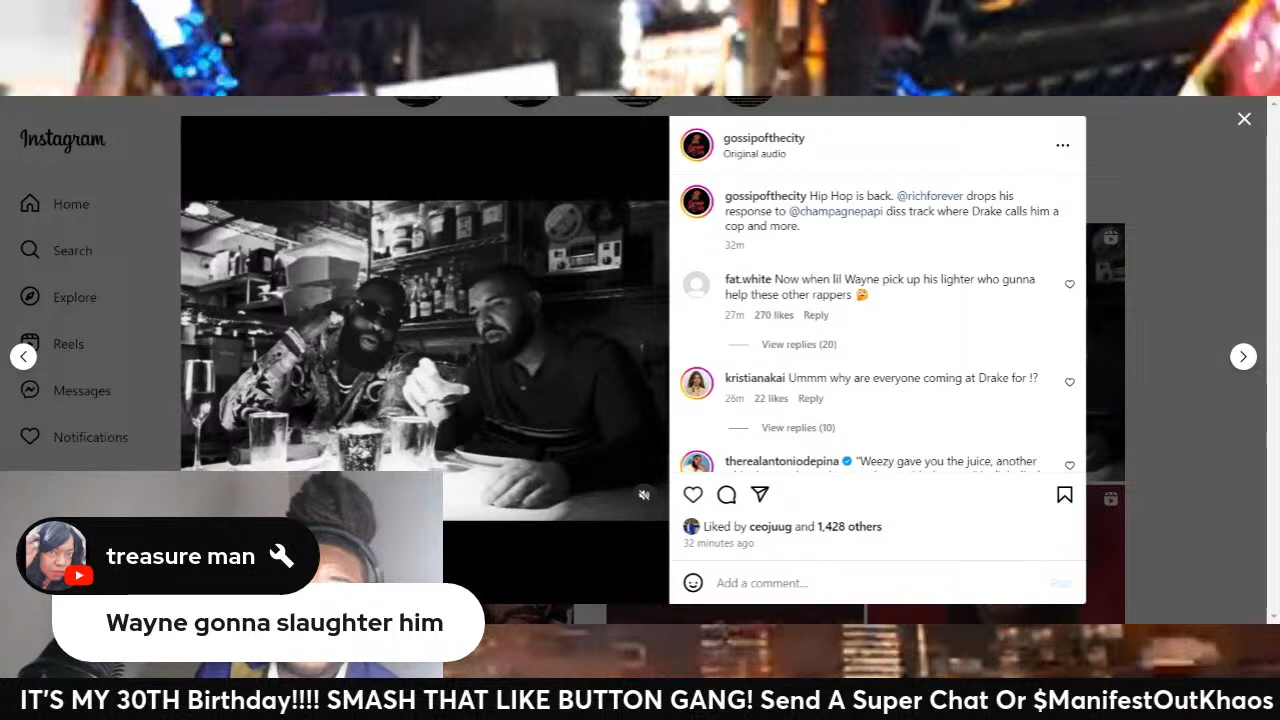 Instagram
Home
Search
Explore
Reels
Messages
Notifications
gossipofthecity
Original audio
gossipofthecity Hip Hop is back. @richforever drops his
response to @champagnepapi diss track where Drake calls him a
cop and more.
32m
fat.white Now when lil Wayne pick up his lighter who gunna
help these other rappers 🤔
27m 270 likes Reply
View replies (20)
kristianakai Ummm why are everyone coming at Drake for !?
26m 22 likes Reply
View replies (10)
therealantoniodepina "Weezy gave you the juice, another
Liked by ceojuug and 1,428 others
32 minutes ago
Add a comment...
Post
treasure man
Wayne gonna slaughter him
IT'S MY 30TH Birthday!!!! SMASH THAT LIKE BUTTON GANG! Send A Super Chat Or $ManifestOutKhaos